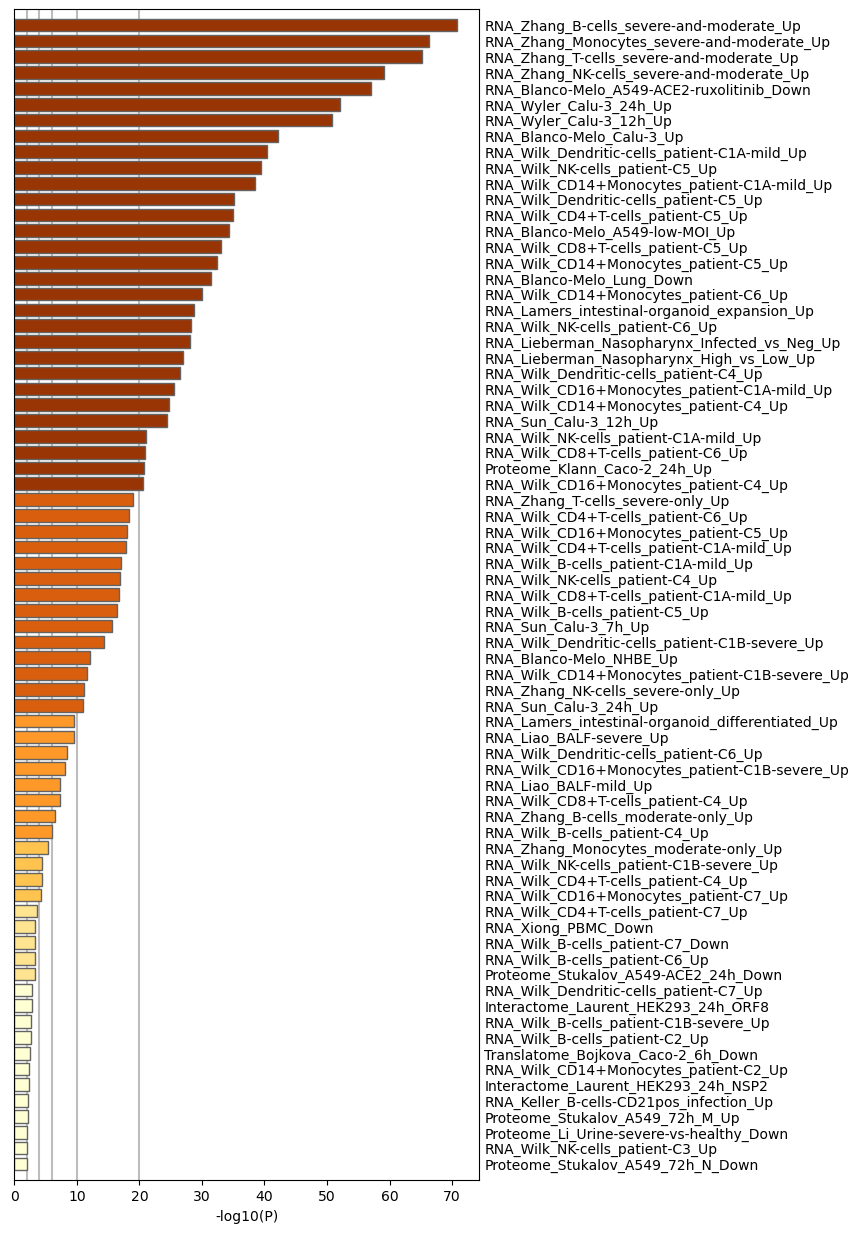 RNA_Zhang_B-cells_severe-and-moderate_Up
RNA_Zhang_Monocytes_severe-and-moderate_Up
RNA_Zhang_T-cells_severe-and-moderate_Up
RNA_Zhang_NK-cells_severe-and-moderate_Up
RNA_Blanco-Melo_A549-ACE2-ruxolitinib_Down
RNA_Wyler_Calu-3_24h_Up
RNA_Wyler_Calu-3_12h_Up
RNA_Blanco-Melo_Calu-3_Up
RNA_Wilk_Dendritic-cells_patient-C1A-mild_Up
RNA_Wilk_NK-cells_patient-C5_Up
RNA_Wilk_CD14+Monocytes_patient-C1A-mild_Up
RNA_Wilk_Dendritic-cells_patient-C5_Up
RNA_Wilk_CD4+T-cells_patient-C5_Up
RNA_Blanco-Melo_A549-low-MOI_Up
RNA_Wilk_CD8+T-cells_patient-C5_Up
RNA_Wilk_CD14+Monocytes_patient-C5_Up
RNA_Blanco-Melo_Lung_Down
RNA_Wilk_CD14+Monocytes_patient-C6_Up
RNA_Lamers_intestinal-organoid_expansion_Up
RNA_Wilk_NK-cells_patient-C6_Up
RNA_Lieberman_Nasopharynx_Infected_vs_Neg_Up
RNA_Lieberman_Nasopharynx_High_vs_Low_Up
RNA_Wilk_Dendritic-cells_patient-C4_Up
RNA_Wilk_CD16+Monocytes_patient-C1A-mild_Up
RNA_Wilk_CD14+Monocytes_patient-C4_Up
RNA_Sun_Calu-3_12h_Up
RNA_Wilk_NK-cells_patient-C1A-mild_Up
RNA_Wilk_CD8+T-cells_patient-C6_Up
Proteome_Klann_Caco-2_24h_Up
RNA_Wilk_CD16+Monocytes_patient-C4_Up
RNA_Zhang_T-cells_severe-only_Up
RNA_Wilk_CD4+T-cells_patient-C6_Up
RNA_Wilk_CD16+Monocytes_patient-C5_Up
RNA_Wilk_CD4+T-cells_patient-C1A-mild_Up
RNA_Wilk_B-cells_patient-C1A-mild_Up
RNA_Wilk_NK-cells_patient-C4_Up
RNA_Wilk_CD8+T-cells_patient-C1A-mild_Up
RNA_Wilk_B-cells_patient-C5_Up
RNA_Sun_Calu-3_7h_Up
RNA_Wilk_Dendritic-cells_patient-C1B-severe_Up
RNA_Blanco-Melo_NHBE_Up
RNA_Wilk_CD14+Monocytes_patient-C1B-severe_Up
RNA_Zhang_NK-cells_severe-only_Up
RNA_Sun_Calu-3_24h_Up
RNA_Lamers_intestinal-organoid_differentiated_Up
RNA_Liao_BALF-severe_Up
RNA_Wilk_Dendritic-cells_patient-C6_Up
RNA_Wilk_CD16+Monocytes_patient-C1B-severe_Up
RNA_Liao_BALF-mild_Up
RNA_Wilk_CD8+T-cells_patient-C4_Up
RNA_Zhang_B-cells_moderate-only_Up
RNA_Wilk_B-cells_patient-C4_Up
RNA_Zhang_Monocytes_moderate-only_Up
RNA_Wilk_NK-cells_patient-C1B-severe_Up
RNA_Wilk_CD4+T-cells_patient-C4_Up
RNA_Wilk_CD16+Monocytes_patient-C7_Up
RNA_Wilk_CD4+T-cells_patient-C7_Up
RNA_Xiong_PBMC_Down
RNA_Wilk_B-cells_patient-C7_Down
RNA_Wilk_B-cells_patient-C6_Up
Proteome_Stukalov_A549-ACE2_24h_Down
RNA_Wilk_Dendritic-cells_patient-C7_Up
Interactome_Laurent_HEK293_24h_ORF8
RNA_Wilk_B-cells_patient-C1B-severe_Up
RNA_Wilk_B-cells_patient-C2_Up
Translatome_Bojkova_Caco-2_6h_Down
RNA_Wilk_CD14+Monocytes_patient-C2_Up
Interactome_Laurent_HEK293_24h_NSP2
RNA_Keller_B-cells-CD21pos_infection_Up
Proteome_Stukalov_A549_72h_M_Up
Proteome_Li_Urine-severe-vs-healthy_Down
RNA_Wilk_NK-cells_patient-C3_Up
Proteome_Stukalov_A549_72h_N_Down
0 10 20 30 40 50 60 70
-log10(P)